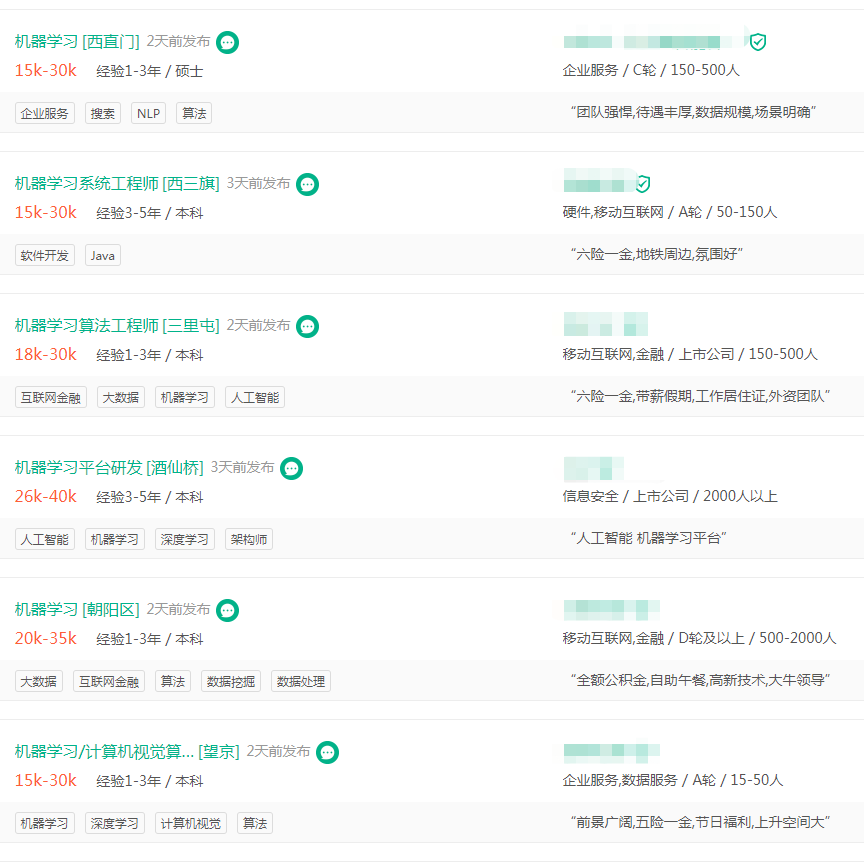 机器学习 [西直门] 2天前发布
15k-30k 经验1-3年 / 硕士 企业服务 / C轮 / 150-500人
企业服务 搜索 NLP 算法 “团队强悍,待遇丰厚,数据规模,场景明确”
机器学习系统工程师 [西三旗] 3天前发布
15k-30k 经验3-5年 / 本科 硬件,移动互联网 / A轮 / 50-150人
软件开发 Java “六险一金,地铁周边,氛围好”
机器学习算法工程师 [三里屯] 2天前发布
18k-30k 经验1-3年 / 本科 移动互联网,金融 / 上市公司 / 150-500人
互联网金融 大数据 机器学习 人工智能 “六险一金,带薪假期,工作居住证,外资团队”
机器学习平台研发 [酒仙桥] 3天前发布
26k-40k 经验3-5年 / 本科 信息安全 / 上市公司 / 2000人以上
人工智能 机器学习 深度学习 架构师 “人工智能 机器学习平台”
机器学习 [朝阳区] 2天前发布
20k-35k 经验1-3年 / 本科 移动互联网,金融 / D轮及以上 / 500-2000人
大数据 互联网金融 算法 数据挖掘 数据处理 “全额公积金,自助午餐,高新技术,大牛领导”
机器学习/计算机视觉算... [望京] 2天前发布
15k-30k 经验1-3年 / 本科 企业服务,数据服务 / A轮 / 15-50人
机器学习 深度学习 计算机视觉 算法 “前景广阔,五险一金,节日福利,上升空间大”